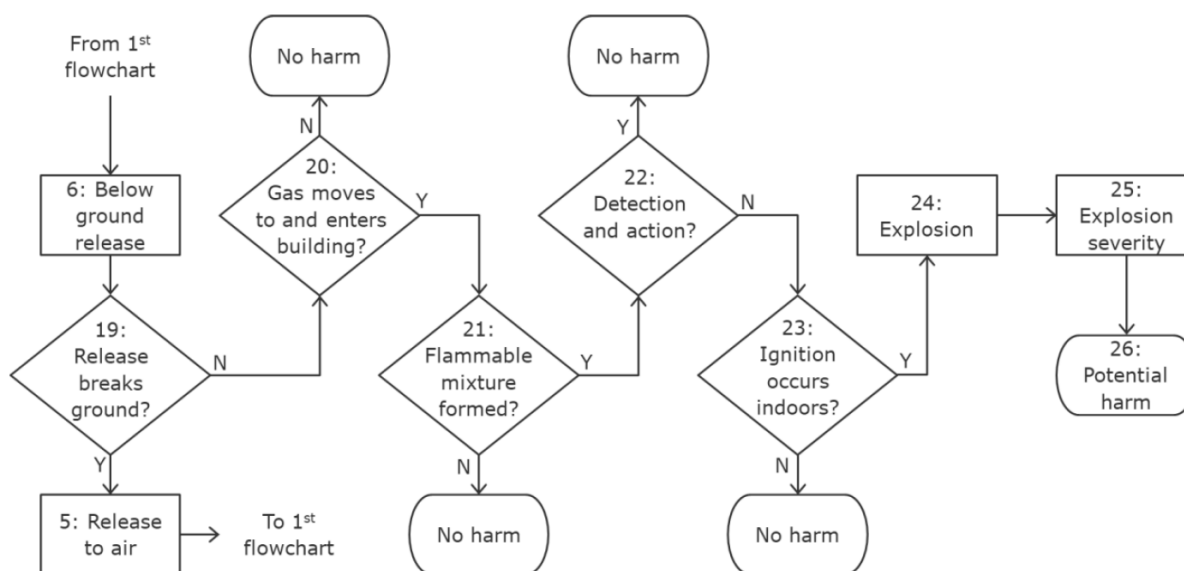 From 1st
flowchart
6: Below
ground
release
19:
Release
breaks
ground?
N
Y
5: Release
to air
To 1st
flowchart
No harm
N
20:
Gas moves
to and enters
building?
Y
21:
Flammable
mixture
formed?
Y
N
No harm
No harm
Y
22:
Detection
and action?
N
23:
Ignition
occurs
indoors?
Y
N
No harm
24:
Explosion
25:
Explosion
severity
26:
Potential
harm